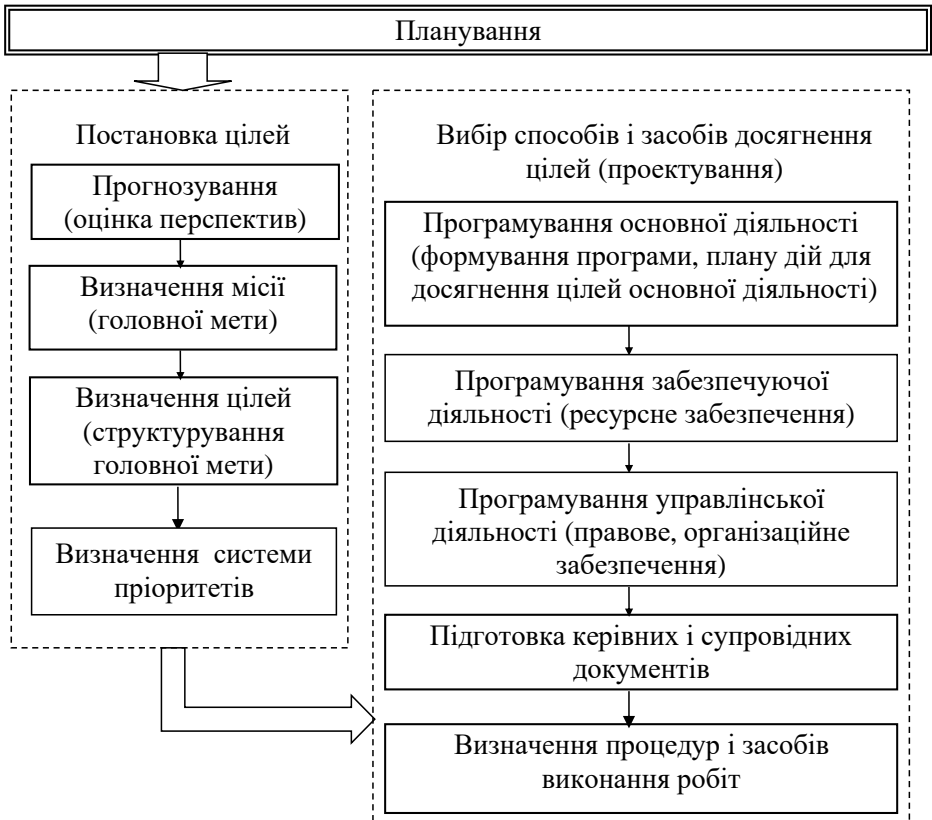 Планування
Постановка цілей
Прогнозування
(оцінка перспектив)
Визначення місії
(головної мети)
Визначення цілей
(структурування
головної мети)
Визначення системи
пріоритетів
Вибір способів і засобів досягнення
цілей (проектування)
Програмування основної діяльності
(формування програми, плану дій для
досягнення цілей основної діяльності)
Програмування забезпечуючої
діяльності (ресурсне забезпечення)
Програмування управлінської
діяльності (правове, організаційне
забезпечення)
Підготовка керівних і супровідних
документів
Визначення процедур і засобів
виконання робіт